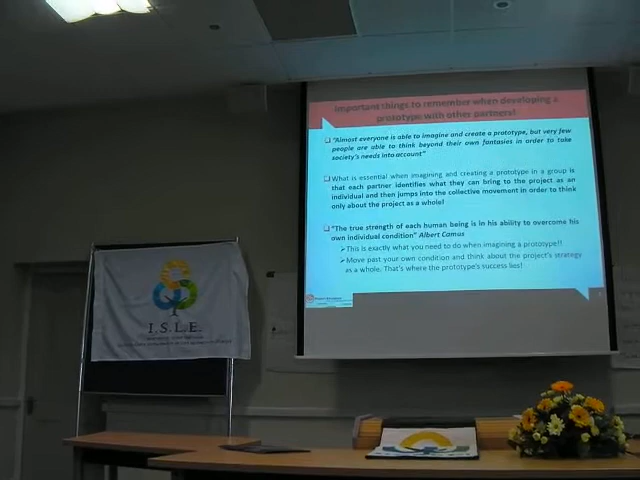 Important things to remember when developing a
prototype with other partners!
"Almost everyone is able to imagine and create a prototype, but very few
people are able to think beyond their own fantasies in order to take
society's needs into account"
What is essential when imagining and creating a prototype in a group is
that each partner identifies what they can bring to the project as an
individual and then jumps into the collective movement in order to think
only about the project as a whole!
"The true strength of each human being is in his ability to overcome his
own individual condition" Albert Camus
This is exactly what you need to do when imagining a prototype!!
Move past your own condition and think about the project's strategy
as a whole. That's where the prototype's success lies!
I.S.L.E.